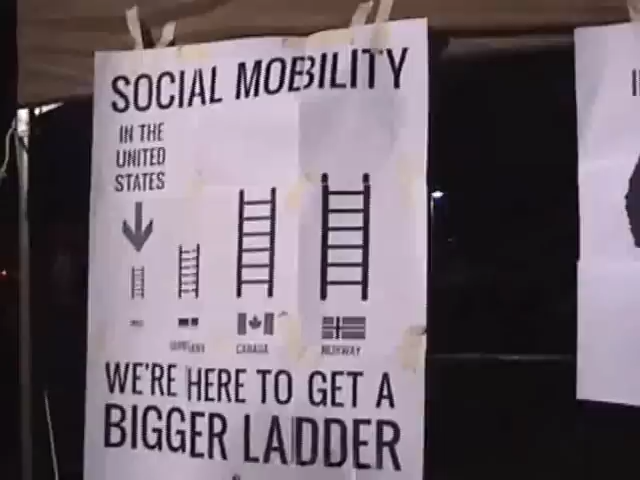 SOCIAL MOBILITY
IN THE
UNITED
STATES
CANADA
NORWAY
WE'RE HERE TO GET A
BIGGER LADDER